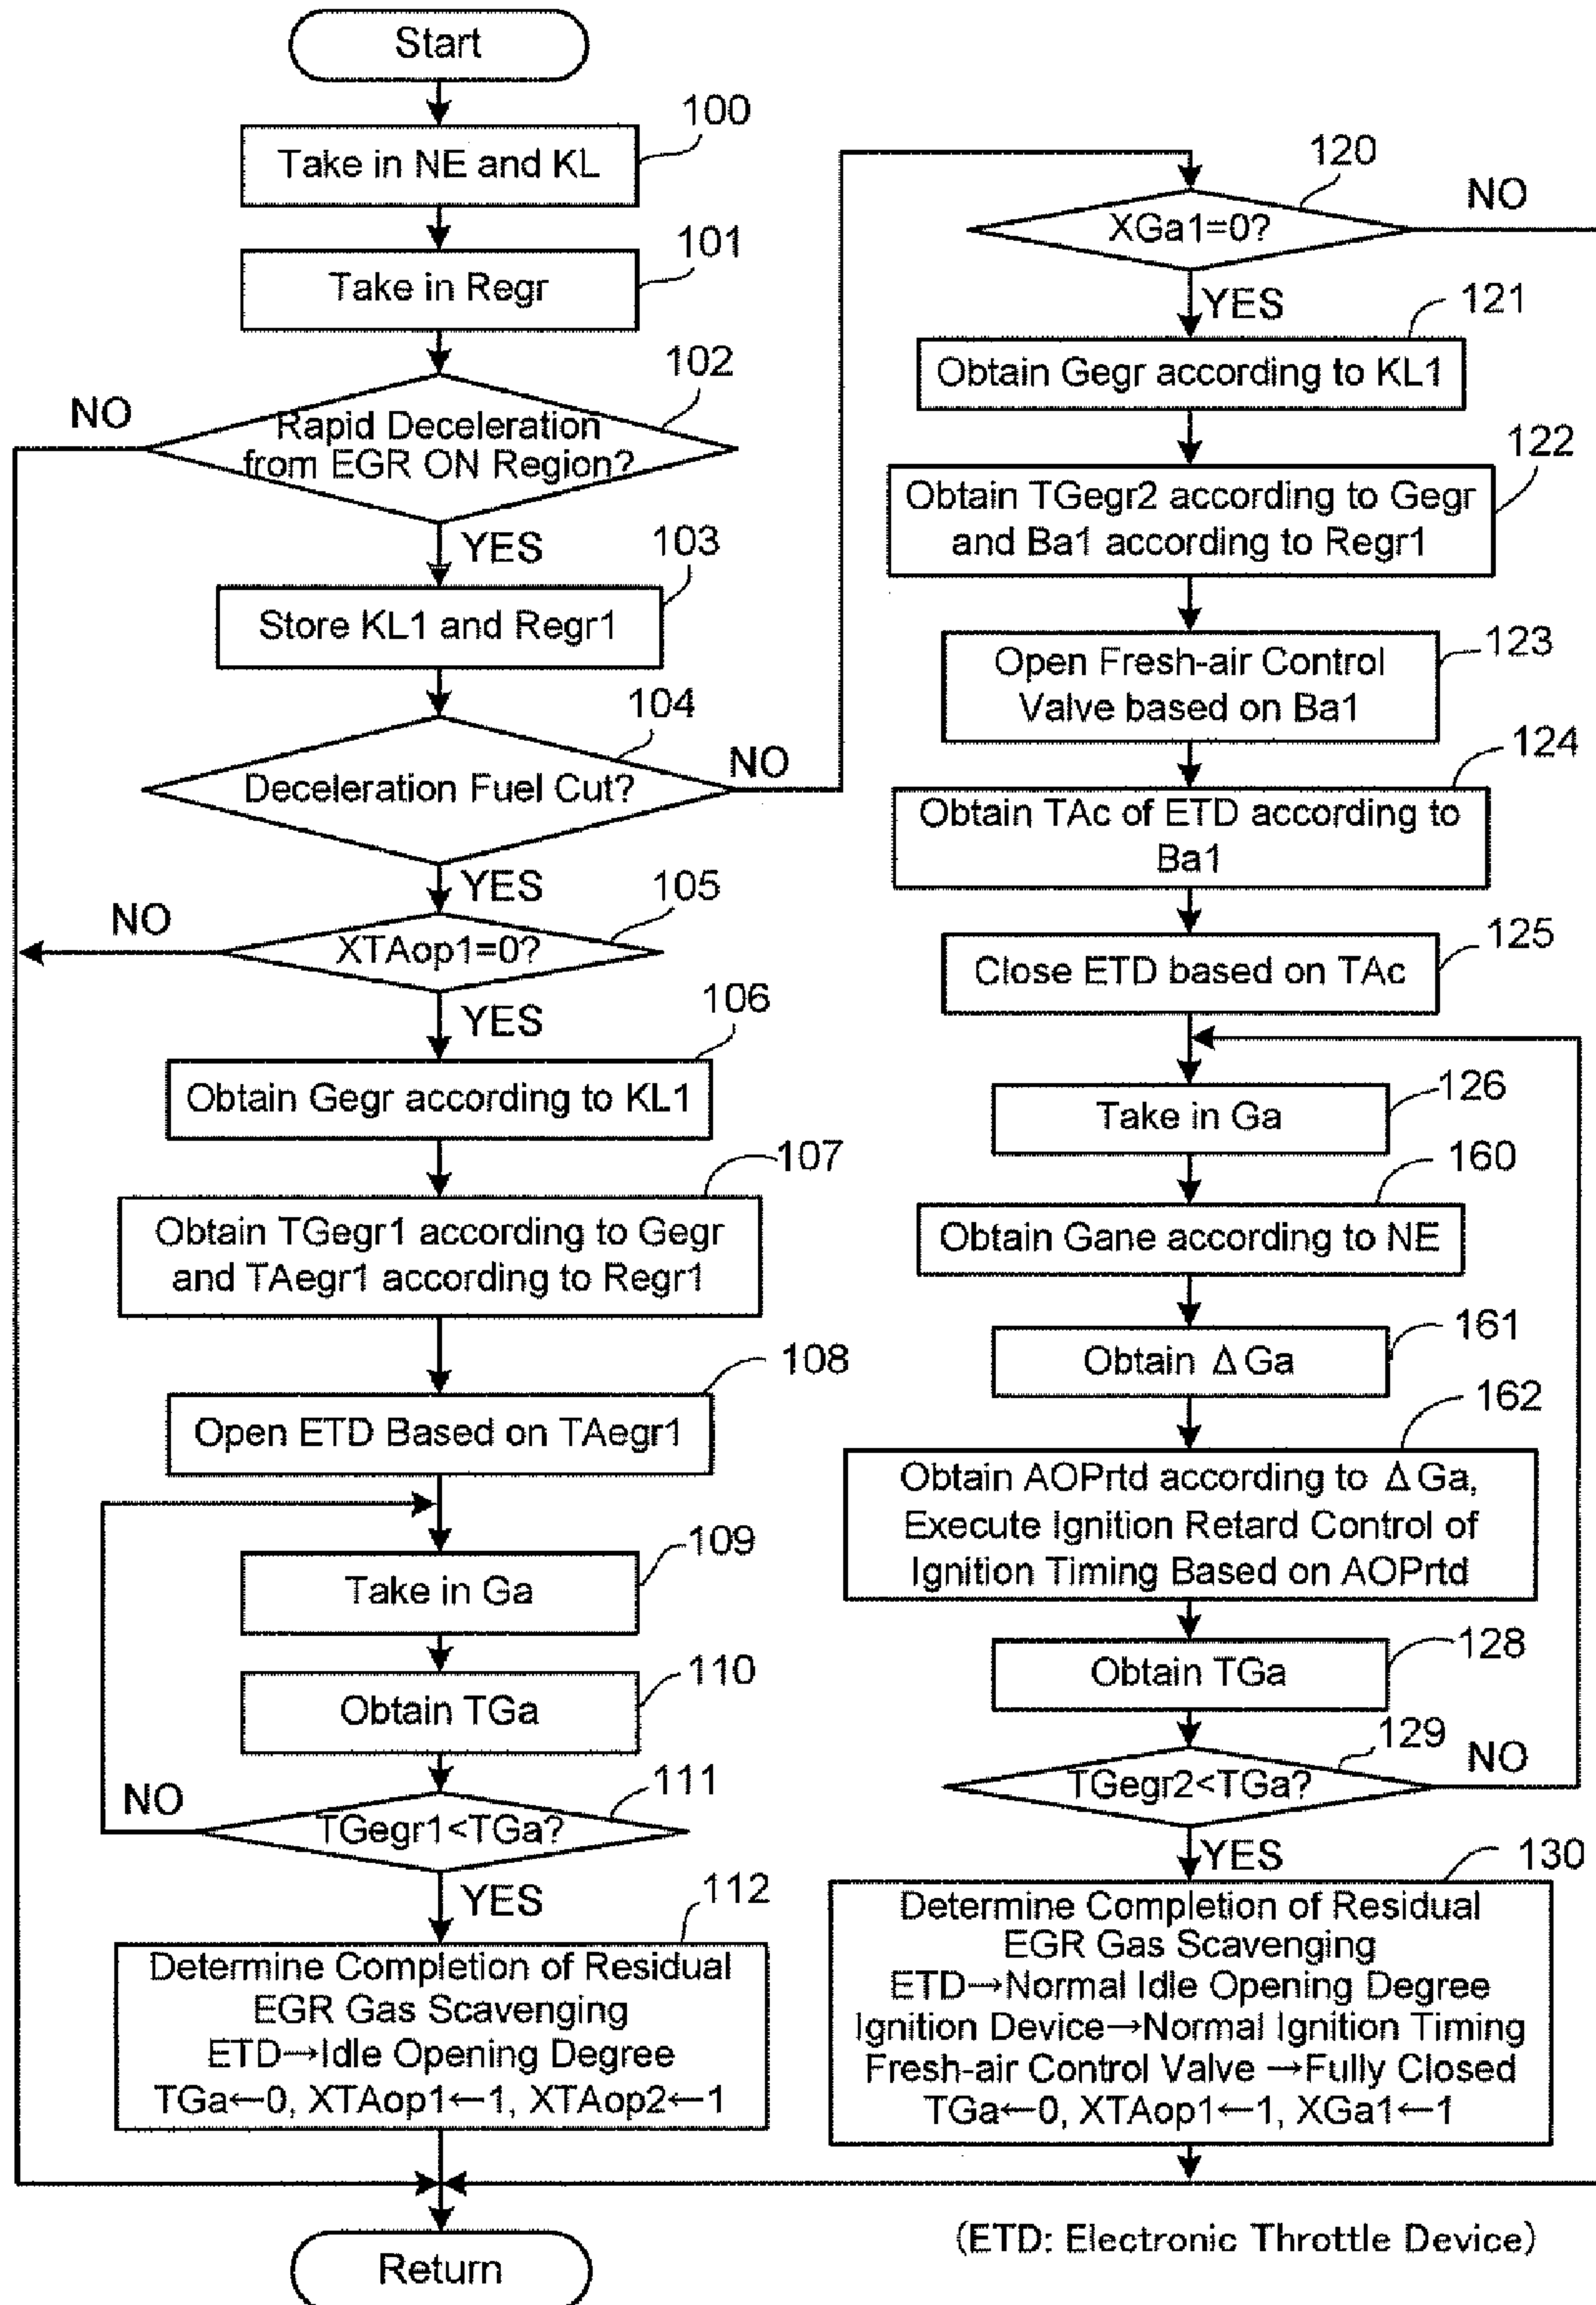 Start
100
Take in NE and KL
101
Take in Regr
102
NO
Rapid Deceleration
from EGR ON Region?
YES
103
Store KL1 and Regr1
104
Deceleration Fuel Cut?
NO
YES
105
NO
XTAop1=0?
YES
106
Obtain Gegr according to KL1
107
Obtain TGegr1 according to Gegr
and TAegr1 according to Regr1
108
Open ETD Based on TAegr1
109
Take in Ga
110
Obtain TGa
111
NO
TGegr1<TGa?
YES
112
Determine Completion of Residual
EGR Gas Scavenging
ETD→Idle Opening Degree
TGa←0, XTAop1←1, XTAop2←1
Return
120
NO
XGa1=0?
YES
121
Obtain Gegr according to KL1
122
Obtain TGegr2 according to Gegr
and Ba1 according to Regr1
123
Open Fresh-air Control
Valve based on Ba1
124
Obtain TAc of ETD according to
Ba1
125
Close ETD based on TAc
126
Take in Ga
160
Obtain Gane according to NE
161
Obtain ΔGa
162
Obtain AOPrtd according to ΔGa,
Execute Ignition Retard Control of
Ignition Timing Based on AOPrtd
128
Obtain TGa
129
NO
TGegr2<TGa?
YES
130
Determine Completion of Residual
EGR Gas Scavenging
ETD→Normal Idle Opening Degree
Ignition Device→Normal Ignition Timing
Fresh-air Control Valve →Fully Closed
TGa←0, XTAop1←1, XGa1←1
(ETD: Electronic Throttle Device)